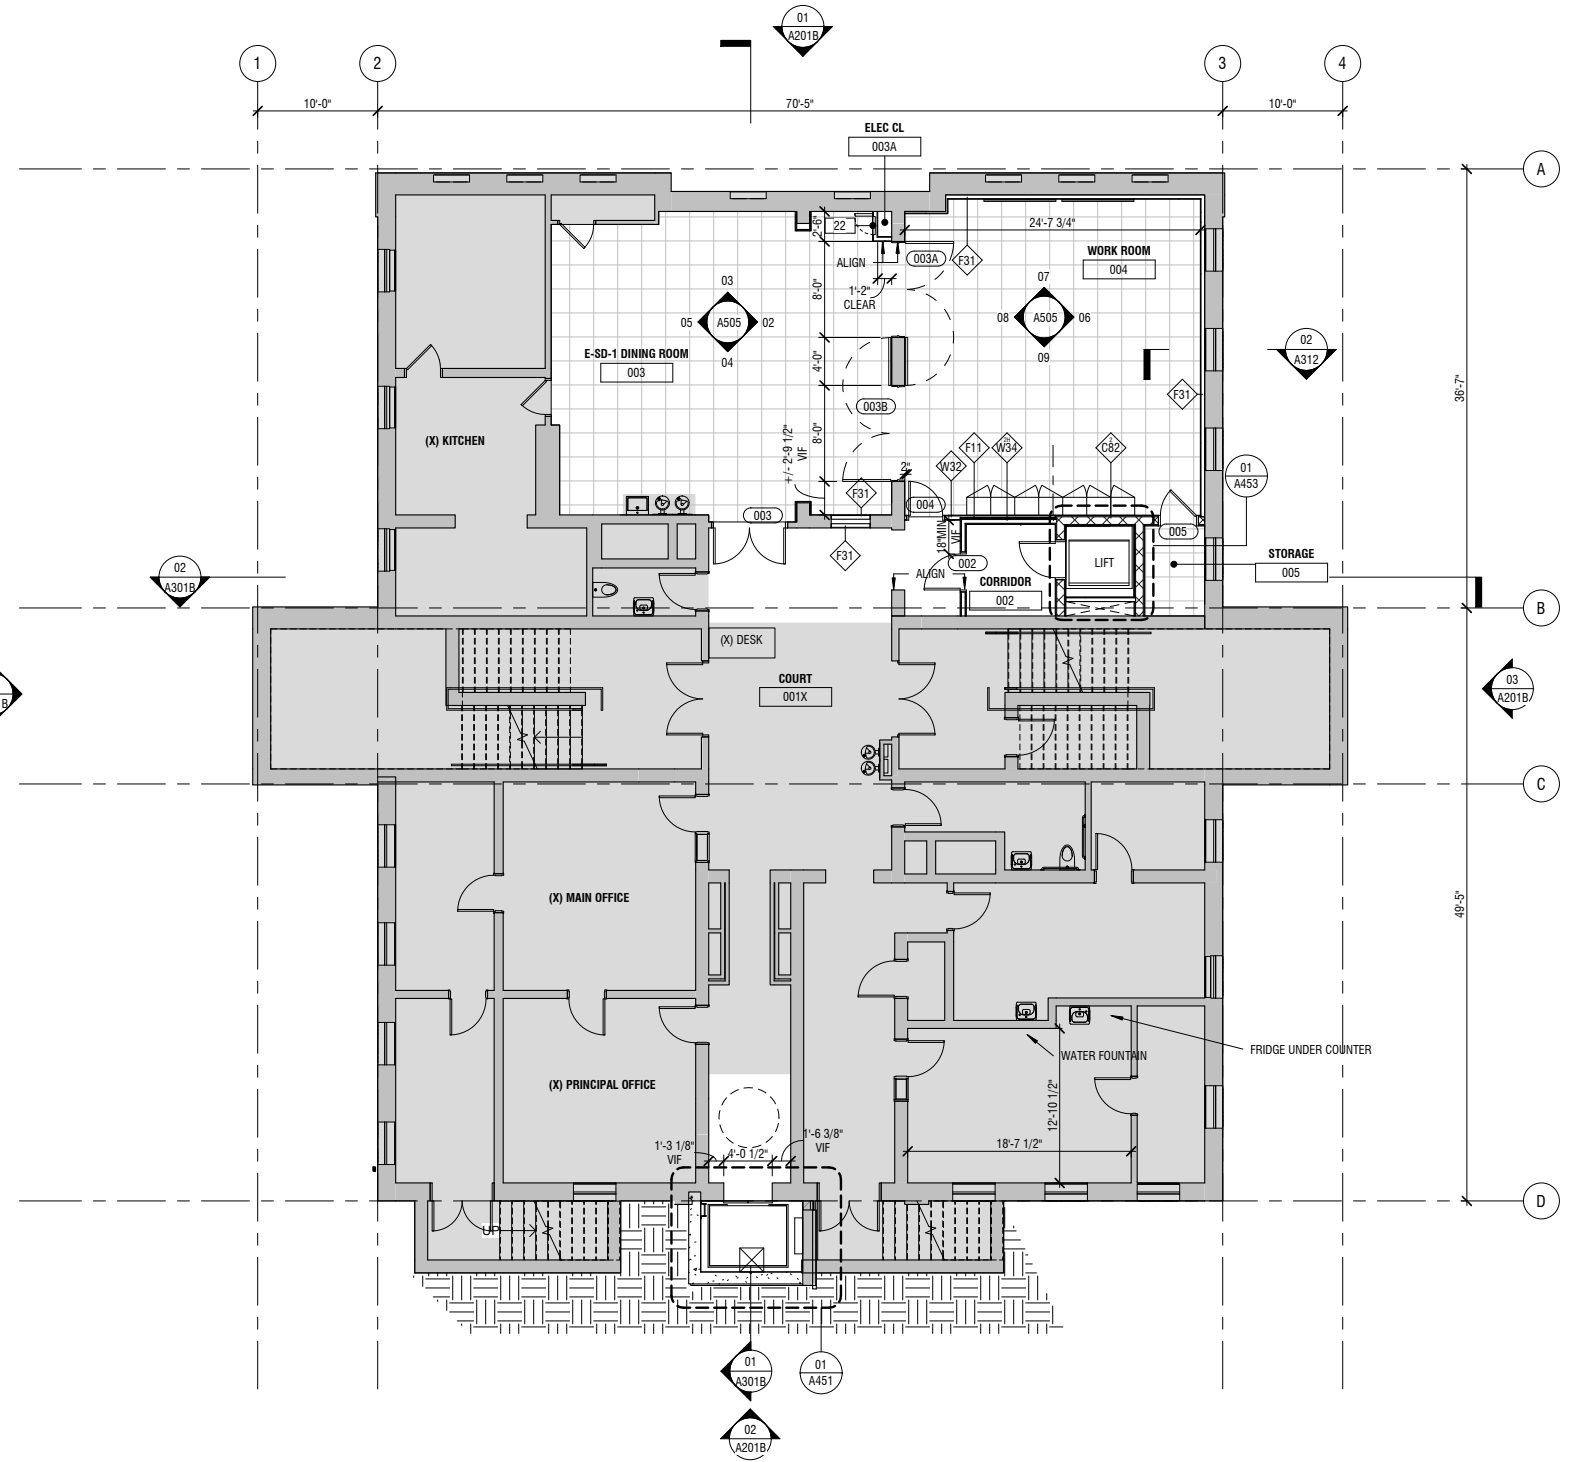 01
A201B
1
2
3
4
10'-0"
70'-5"
10'-0"
ELEC CL
003A
A
2'-6"
22
24'-7 3/4"
ALIGN
003A
F31
WORK ROOM
004
1'-2"
CLEAR
8'-0"
03
05
A505
02
04
07
08
A505
06
09
02
A312
E-SD-1 DINING ROOM
003
4'-0"
36'-7"
F31
003B
(X) KITCHEN
8'-0"
+/- 2'-9 1/2"
VIF
F11
W34
C82
W32
2"
01
A453
F31
004
003
18"MIN
VIF
005
F31
002
ALIGN
LIFT
STORAGE
005
CORRIDOR
002
02
A301B
B
(X) DESK
COURT
001X
B
03
A201B
C
(X) MAIN OFFICE
49'-5"
WATER FOUNTAIN
FRIDGE UNDER COUNTER
(X) PRINCIPAL OFFICE
12'-10 1/2"
1'-3 1/8"
VIF
4'-0 1/2"
1'-6 3/8"
VIF
18'-7 1/2"
D
UP
01
A301B
01
A451
02
A201B